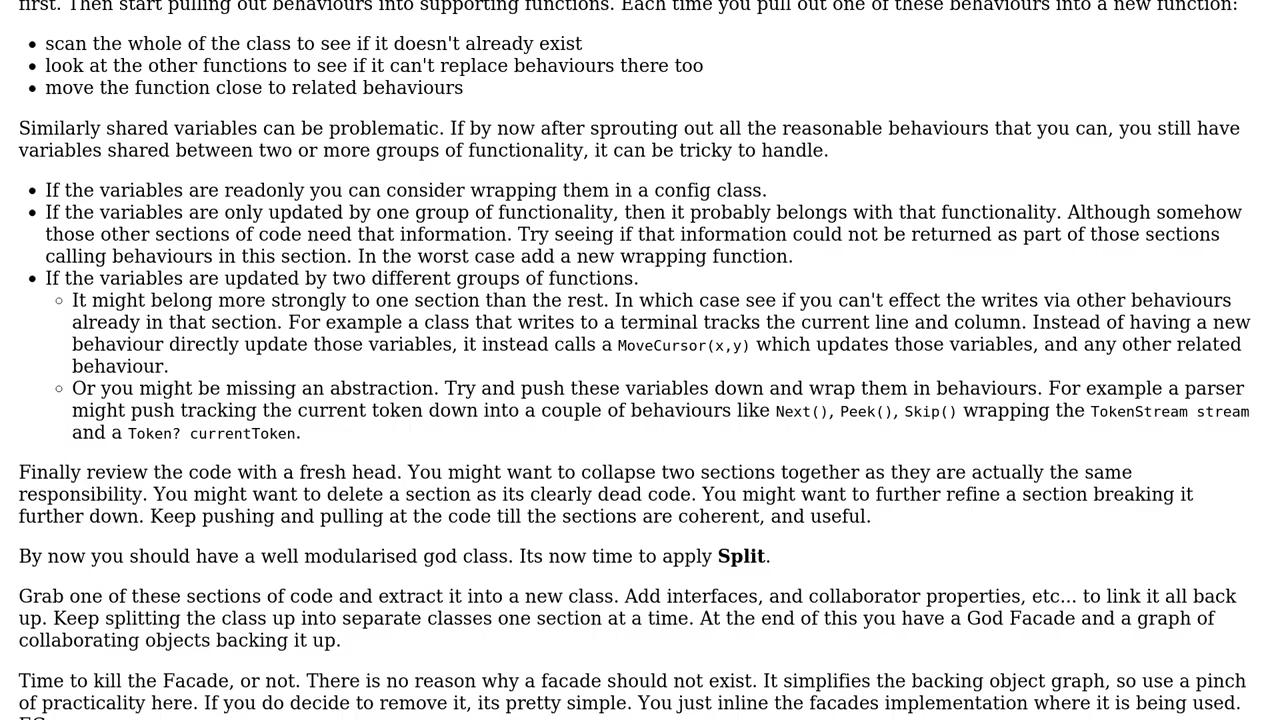 first. Then start pulling out behaviours into supporting functions. Each time you pull out one of these behaviours into a new function:
scan the whole of the class to see if it doesn't already exist
look at the other functions to see if it can't replace behaviours there too
move the function close to related behaviours
Similarly shared variables can be problematic. If by now after sprouting out all the reasonable behaviours that you can, you still have
variables shared between two or more groups of functionality, it can be tricky to handle.
If the variables are readonly you can consider wrapping them in a config class.
If the variables are only updated by one group of functionality, then it probably belongs with that functionality. Although somehow
those other sections of code need that information. Try seeing if that information could not be returned as part of those sections
calling behaviours in this section. In the worst case add a new wrapping function.
If the variables are updated by two different groups of functions.
It might belong more strongly to one section than the rest. In which case see if you can't effect the writes via other behaviours
already in that section. For example a class that writes to a terminal tracks the current line and column. Instead of having a new
behaviour directly update those variables, it instead calls a MoveCursor(x,y) which updates those variables, and any other related
behaviour.
Or you might be missing an abstraction. Try and push these variables down and wrap them in behaviours. For example a parser
might push tracking the current token down into a couple of behaviours like Next(), Peek(), Skip() wrapping the TokenStream stream
and a Token? currentToken.
Finally review the code with a fresh head. You might want to collapse two sections together as they are actually the same
responsibility. You might want to delete a section as its clearly dead code. You might want to further refine a section breaking it
further down. Keep pushing and pulling at the code till the sections are coherent, and useful.
By now you should have a well modularised god class. Its now time to apply Split.
Grab one of these sections of code and extract it into a new class. Add interfaces, and collaborator properties, etc... to link it all back
up. Keep splitting the class up into separate classes one section at a time. At the end of this you have a God Facade and a graph of
collaborating objects backing it up.
Time to kill the Facade, or not. There is no reason why a facade should not exist. It simplifies the backing object graph, so use a pinch
of practicality here. If you do decide to remove it, its pretty simple. You just inline the facades implementation where it is being used.